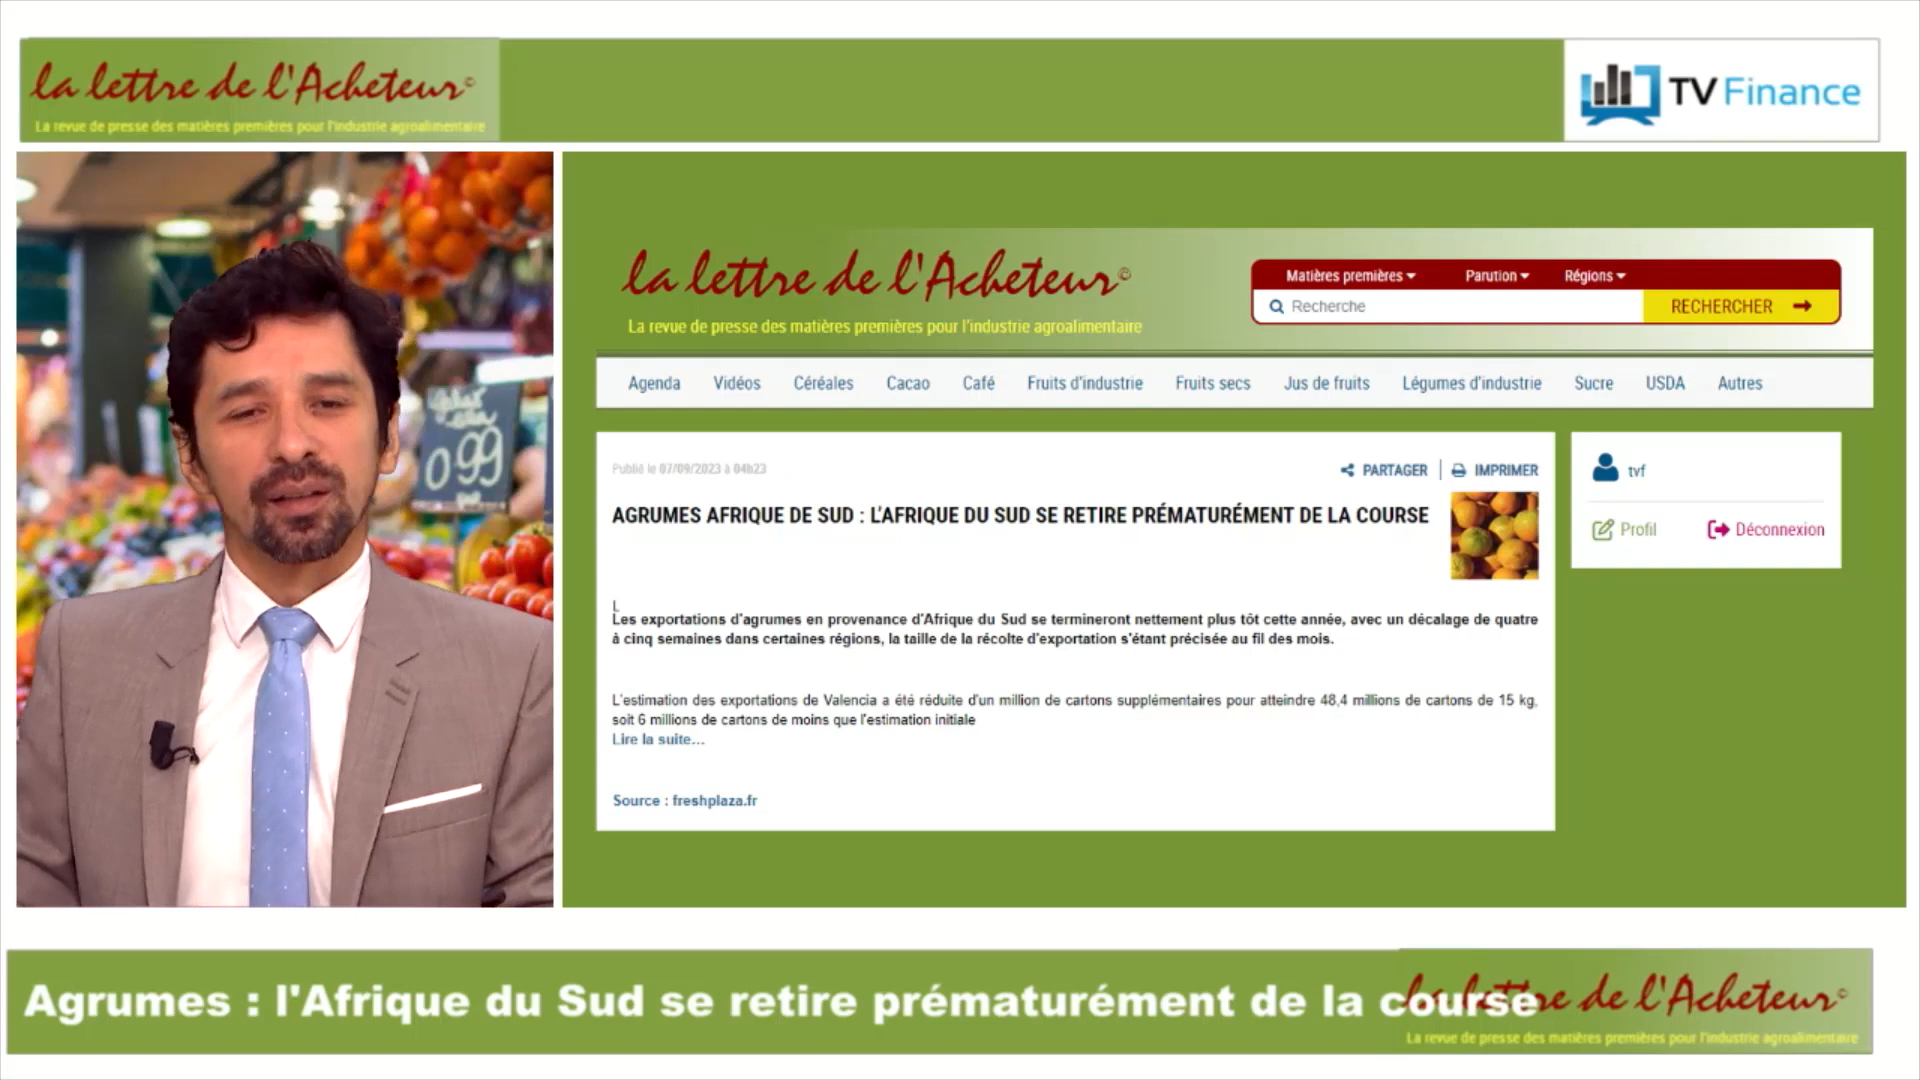 la lettre de l'Acheteur©
La revue de presse des matières premières pour l'industrie agroalimentaire
TV Finance
0,99
la lettre de l'Acheteur©
La revue de presse des matières premières pour l'industrie agroalimentaire
Matières premières Parution Régions
Recherche RECHERCHER
Agenda Vidéos Céréales Cacao Café Fruits d'industrie Fruits secs Jus de fruits Légumes d'industrie Sucre USDA Autres
Publié le 07/09/2023 à 04h23
PARTAGER IMPRIMER
AGRUMES AFRIQUE DE SUD : L'AFRIQUE DU SUD SE RETIRE PRÉMATURÉMENT DE LA COURSE
L
Les exportations d'agrumes en provenance d'Afrique du Sud se termineront nettement plus tôt cette année, avec un décalage de quatre
à cinq semaines dans certaines régions, la taille de la récolte d'exportation s'étant précisée au fil des mois.
L'estimation des exportations de Valencia a été réduite d'un million de cartons supplémentaires pour atteindre 48,4 millions de cartons de 15 kg,
soit 6 millions de cartons de moins que l'estimation initiale
Lire la suite...
Source : freshplaza.fr
tvf
Profil Déconnexion
Agrumes : l'Afrique du Sud se retire prématurément de la course
la lettre de l'Acheteur©
La revue de presse des matières premières pour l'industrie agroalimentaire